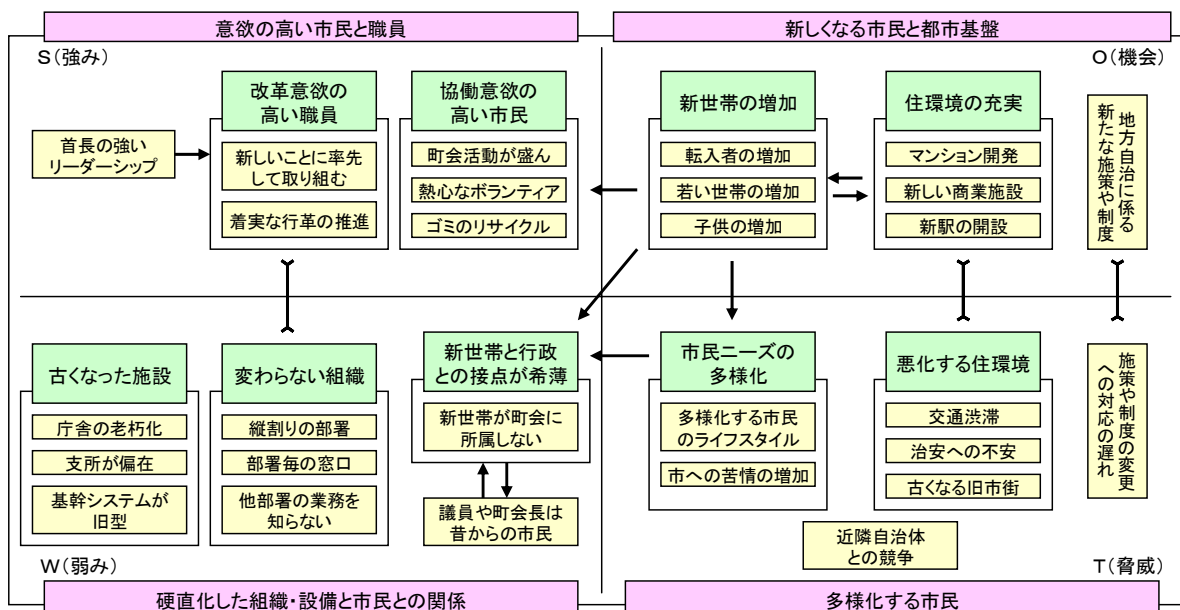 意欲の高い市民と職員
新しくなる市民と都市基盤
S(強み)
O(機会)
改革意欲の
高い職員
協働意欲の
高い市民
新世帯の増加
住環境の充実
首長の強い
リーダーシップ
新しいことに率先
して取り組む
着実な行革の推進
町会活動が盛ん
熱心なボランティア
ゴミのリサイクル
転入者の増加
若い世帯の増加
子供の増加
マンション開発
新しい商業施設
新駅の開設
地方自治に係る
新たな施策や制度
古くなった施設
変わらない組織
新世帯と行政
との接点が希薄
市民ニーズの
多様化
悪化する住環境
庁舎の老朽化
支所が偏在
基幹システムが
旧型
縦割りの部署
部署毎の窓口
他部署の業務を
知らない
新世帯が町会に
所属しない
議員や町会長は
昔からの市民
多様化する市民
のライフスタイル
市への苦情の増加
交通渋滞
治安への不安
古くなる旧市街
施策や制度の変更
への対応の遅れ
近隣自治体
との競争
W(弱み)
T(脅威)
硬直化した組織・設備と市民との関係
多様化する市民